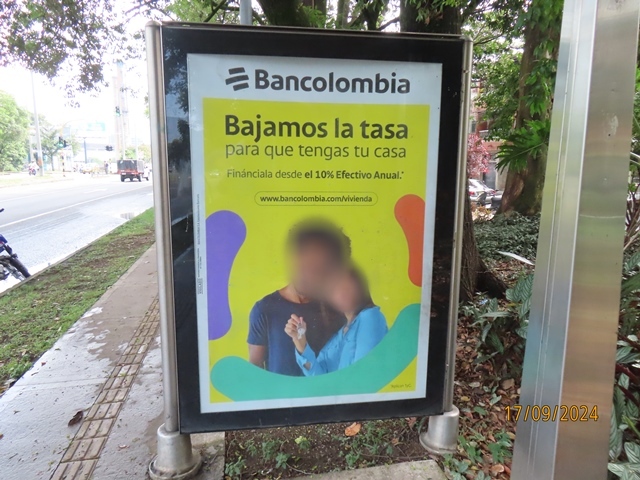 Bancolombia
Bajamos la tasa
para que tengas tu casa
Fináncìala desde el 10% Efectivo Anual.*
www.bancolombia.com/vivienda
17/09/2024